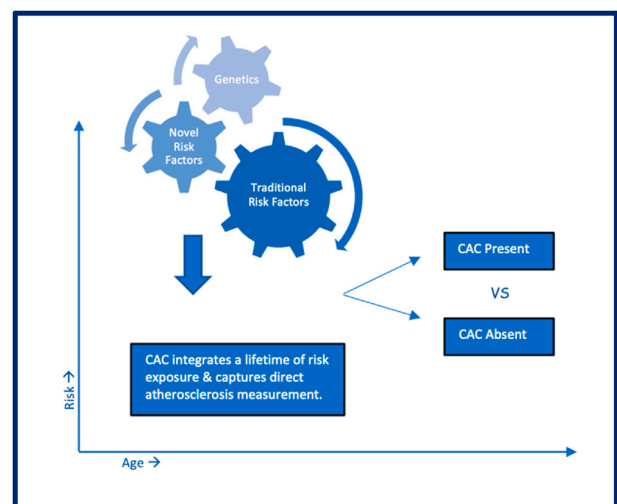 Genetics
Novel
Risk
Factors
Traditional
Risk Factors
CAC Present
VS
CAC Absent
CAC integrates a lifetime of risk
exposure & captures direct
atherosclerosis measurement.
Risk →
Age →